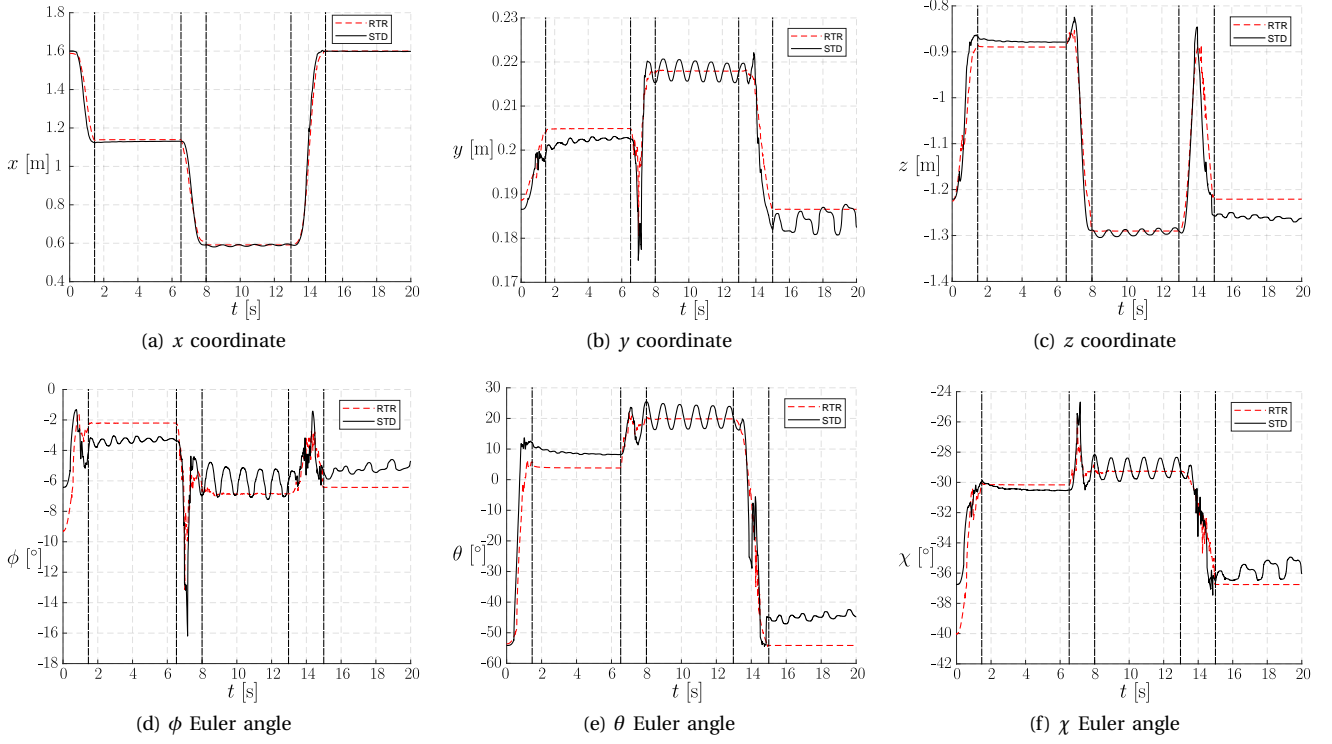 1.8
1.6
1.4
1.2
x [m]
1
0.8
0.6
0.4
RTR
STD
0 2 4 6 8 10 12 14 16 18 20
t [s]
(a) x coordinate
0.23
0.22
0.21
0.2
y [m]
0.19
0.18
0.17
RTR
STD
0 2 4 6 8 10 12 14 16 18 20
t [s]
(b) y coordinate
-0.8
-0.9
-1
-1.1
z [m]
-1.2
-1.3
-1.4
RTR
STD
0 2 4 6 8 10 12 14 16 18 20
t [s]
(c) z coordinate
0
-2
-4
-6
-8
-10
ϕ [°]
-12
-14
-16
-18
RTR
STD
0 2 4 6 8 10 12 14 16 18 20
t [s]
(d) ϕ Euler angle
30
20
10
0
-10
-20
θ [°]
-30
-40
-50
-60
RTR
STD
0 2 4 6 8 10 12 14 16 18 20
t [s]
(e) θ Euler angle
-24
-26
-28
-30
-32
-34
χ [°]
-36
-38
-40
-42
RTR
STD
0 2 4 6 8 10 12 14 16 18 20
t [s]
(f) χ Euler angle